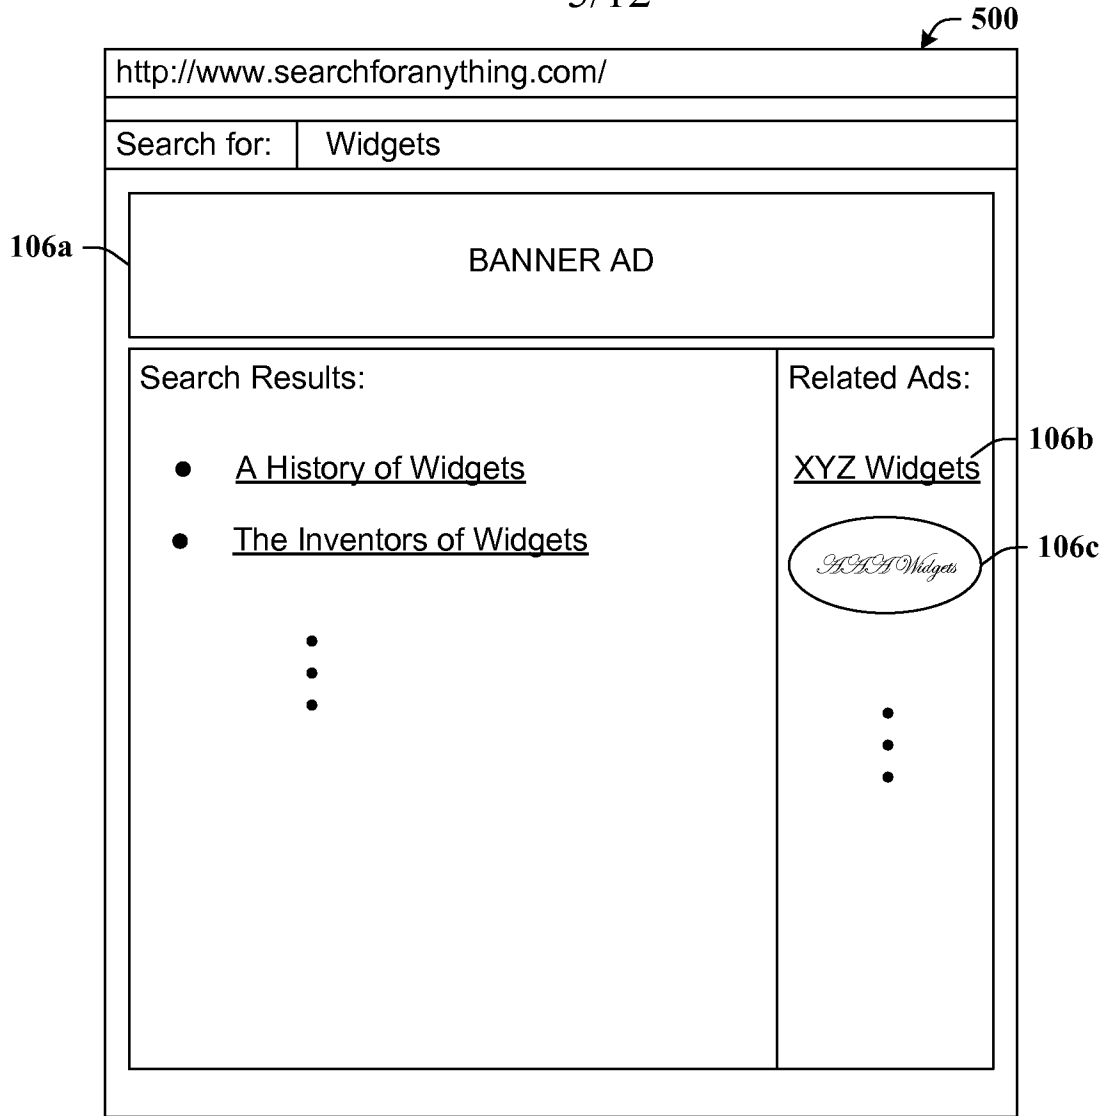 5/12
500
http://www.searchforanything.com/
Search for: Widgets
106a
BANNER AD
Search Results:
Related Ads:
• A History of Widgets
XYZ Widgets
106b
• The Inventors of Widgets
AAA Widgets
106c